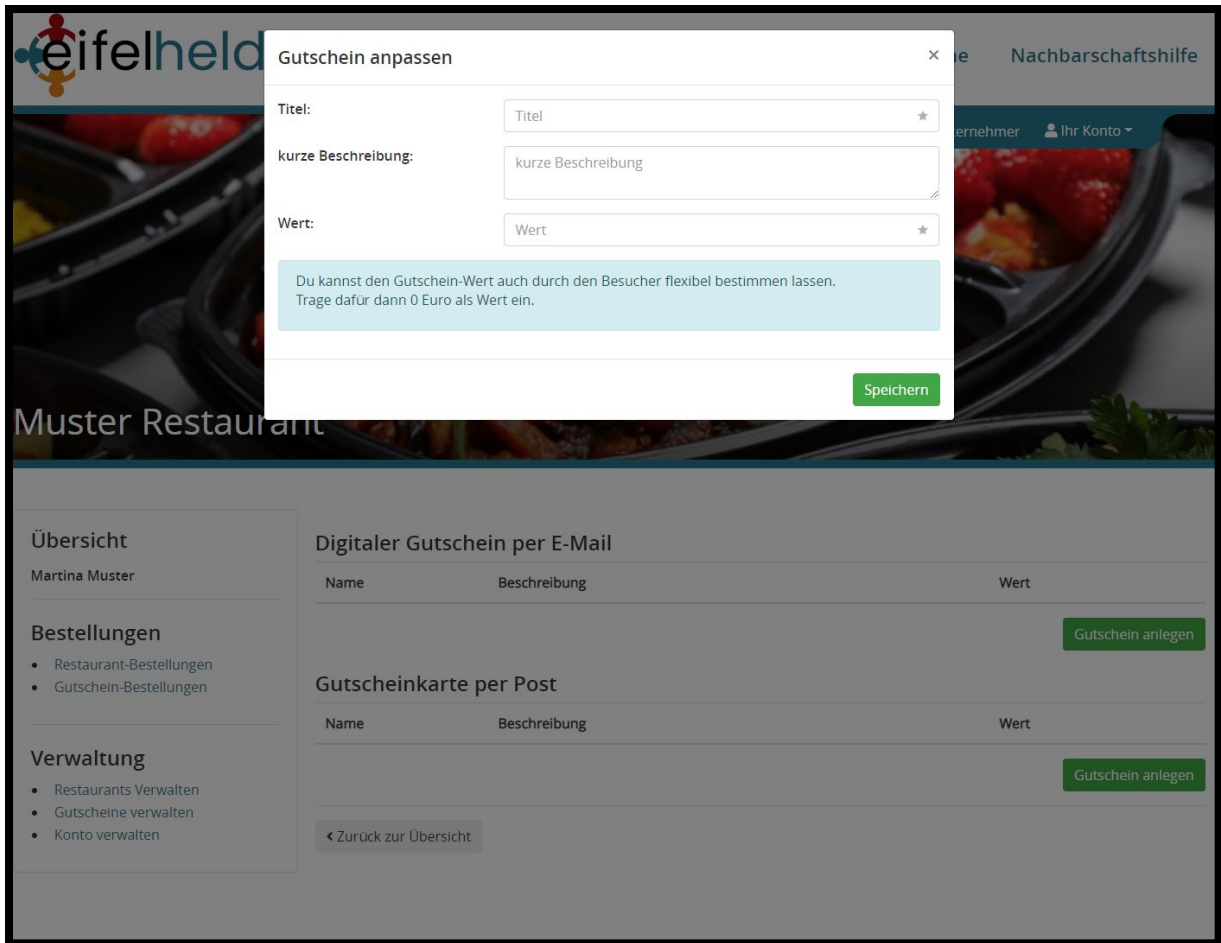 eifelheld
Nachbarschaftshilfe
Ihr Konto
Gutschein anpassen
×
Titel:
Titel
kurze Beschreibung:
kurze Beschreibung
Wert:
Wert
Du kannst den Gutschein-Wert auch durch den Besucher flexibel bestimmen lassen.
Trage dafür dann 0 Euro als Wert ein.
Speichern
Muster Restaurant
Übersicht
Martina Muster
Bestellungen
Restaurant-Bestellungen
Gutschein-Bestellungen
Verwaltung
Restaurants Verwalten
Gutscheine verwalten
Konto verwalten
Digitaler Gutschein per E-Mail
Name Beschreibung Wert
Gutschein anlegen
Gutscheinkarte per Post
Name Beschreibung Wert
Gutschein anlegen
Zurück zur Übersicht